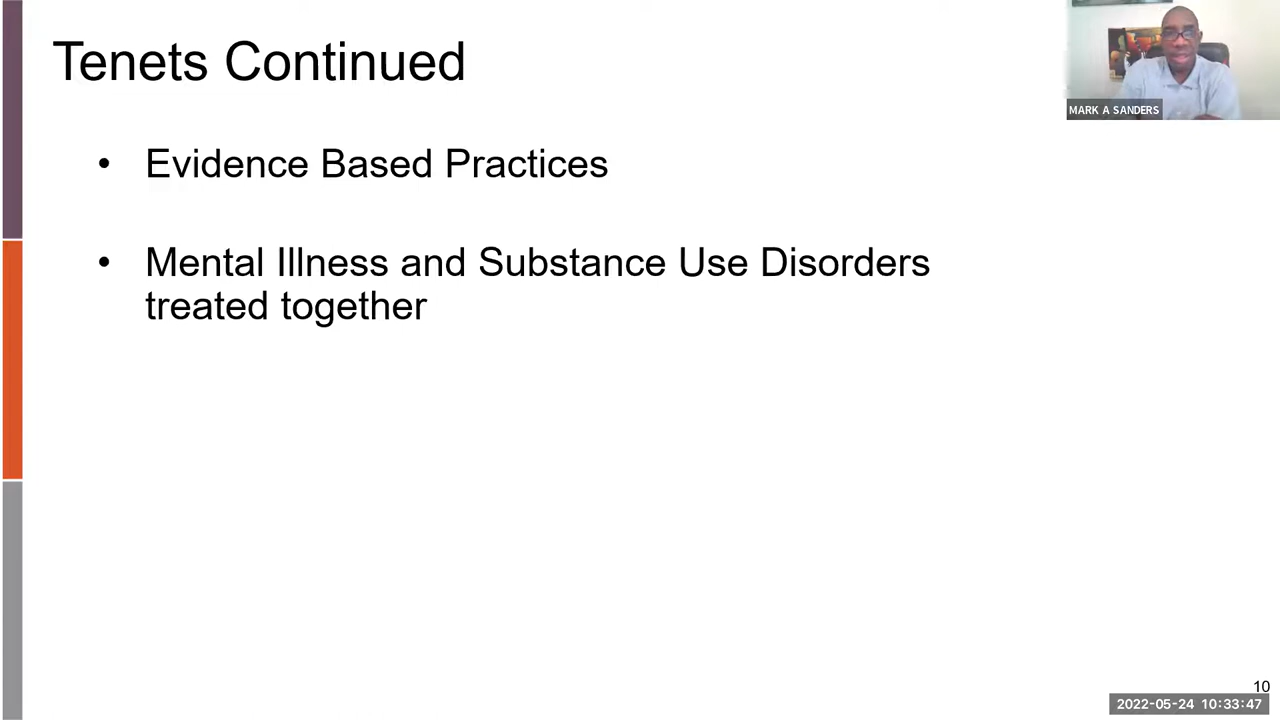 Tenets Continued
MARK A SANDERS
• Evidence Based Practices
• Mental Illness and Substance Use Disorders
treated together
10
2022-05-24 10:33:47